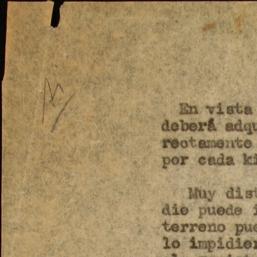 En vista
deberá adqu
rectamente
por cada ki
Muy dist
die puede i
terreno pue
lo impidier